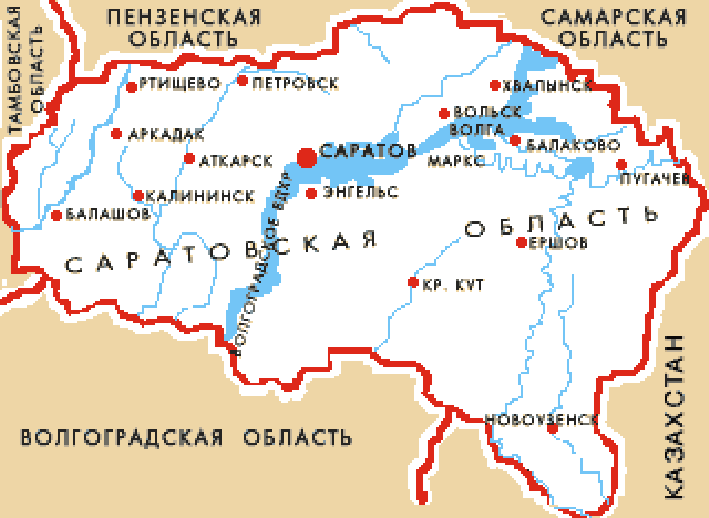 ПЕНЗЕНСКАЯ
ОБЛАСТЬ
САМАРСКАЯ
ОБЛАСТЬ
ТАМБОВСКАЯ
ОБЛАСТЬ
РТИЩЕВО
ПЕТРОВСК
ХВАЛЫНСК
ВОЛЬСК
ВОЛГА
АРКАДАК
БАЛАКОВО
САРАТОВ
АТКАРСК
МАРКС
ПУГАЧЕВ
КАЛИНИНСК
ЭНГЕЛЬС
БАЛАШОВ
САРАТОВСКАЯ ОБЛАСТЬ
ВОЛГОГРАДСКОЕ ВДХР
ЕРШОВ
КР. КУТ
НОВОУЗЕНСК
ВОЛГОГРАДСКАЯ ОБЛАСТЬ
КАЗАХСТАН